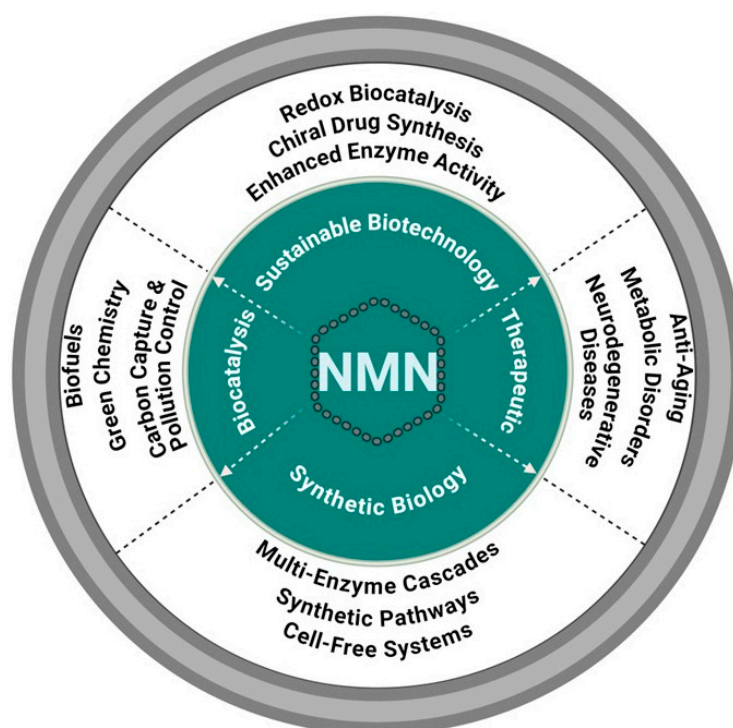 Redox Biocatalysis
Chiral Drug Synthesis
Enhanced Enzyme Activity
Sustainable Biotechnology
Biofuels
Green Chemistry
Carbon Capture &
Pollution Control
Biocatalysis
NMN
Therapeutic
Anti-Aging
Metabolic Disorders
Neurodegenerative
Diseases
Synthetic Biology
Multi-Enzyme Cascades
Synthetic Pathways
Cell-Free Systems